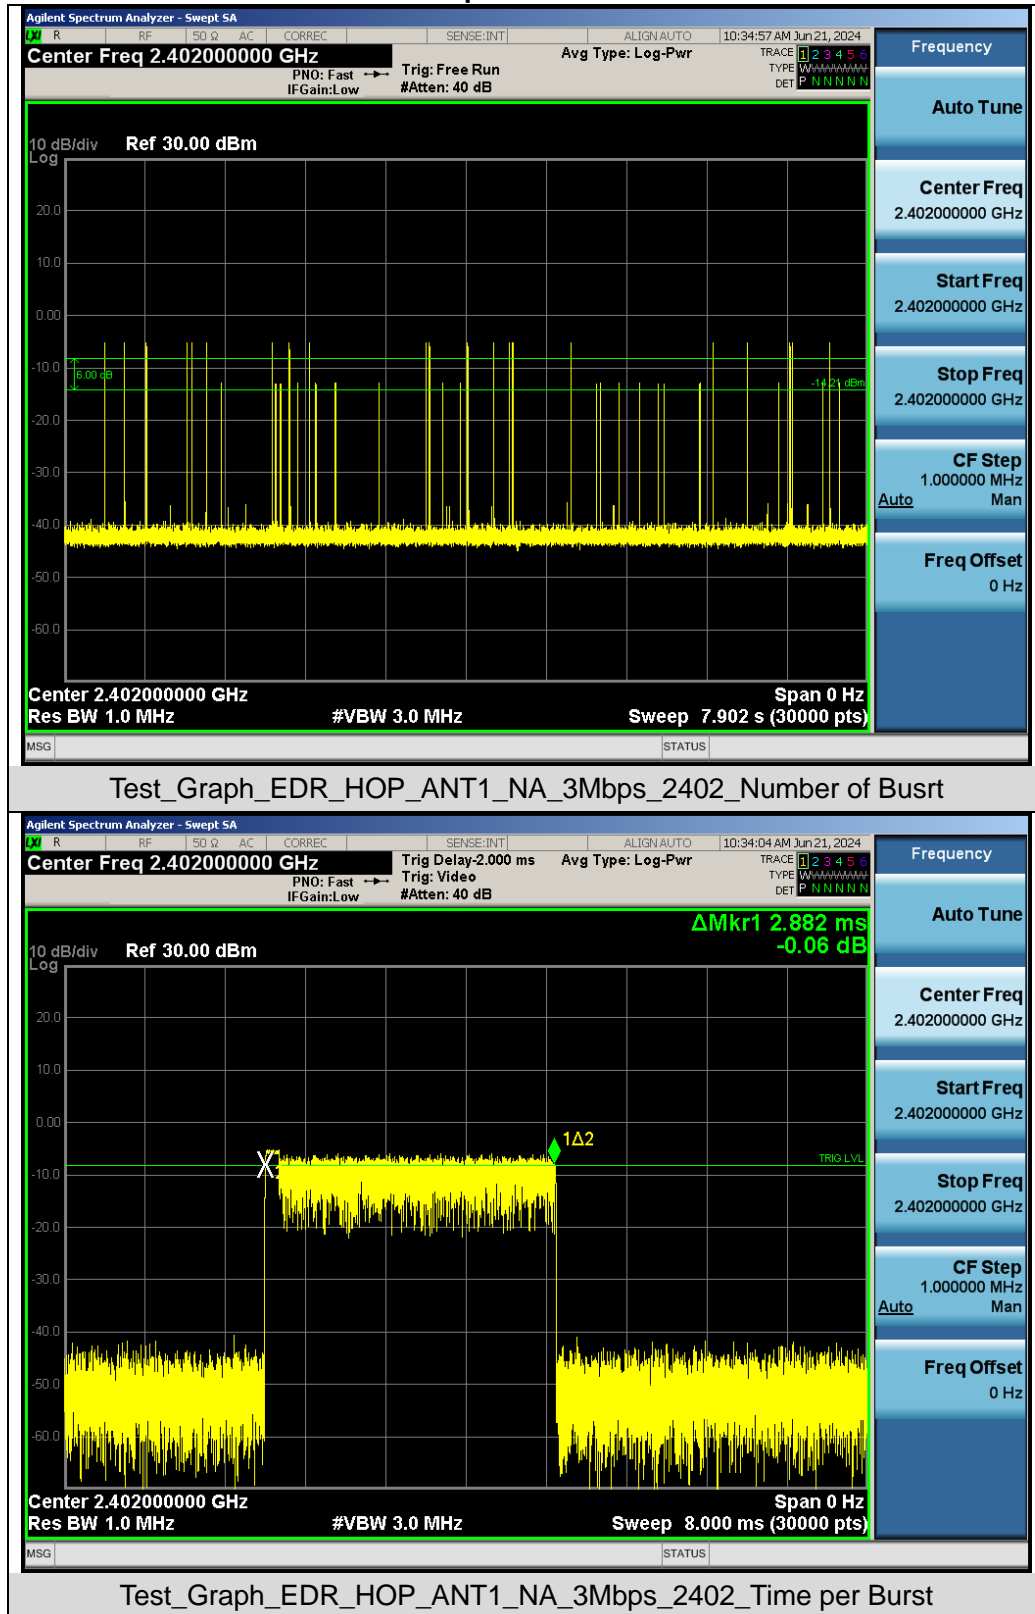 Agilent Spectrum Analyzer - Swept SA
LXI R RF 50 Ω AC CORREC SENSE:INT ALIGN AUTO 10:34:57 AM Jun 21, 2024
Center Freq 2.402000000 GHz Avg Type: Log-Pwr TRACE 1 2 3 4 5 6
PNO: Fast Trig: Free Run TYPE WWWWWW
IFGain:Low #Atten: 40 dB DET P N N N N N
Frequency
Auto Tune
10 dB/div Ref 30.00 dBm
Log
20.0
10.0
0.00
-10.0
6.00 dB
-14.21 dBm
-20.0
-30.0
-40.0
-50.0
-60.0
Center Freq
2.402000000 GHz
Start Freq
2.402000000 GHz
Stop Freq
2.402000000 GHz
CF Step
1.000000 MHz
Auto Man
Freq Offset
0 Hz
Center 2.402000000 GHz Span 0 Hz
Res BW 1.0 MHz #VBW 3.0 MHz Sweep 7.902 s (30000 pts)
MSG STATUS
Test_Graph_EDR_HOP_ANT1_NA_3Mbps_2402_Number of Busrt
Agilent Spectrum Analyzer - Swept SA
LXI R RF 50 Ω AC CORREC SENSE:INT ALIGN AUTO 10:34:04 AM Jun 21, 2024
Center Freq 2.402000000 GHz Trig Delay-2.000 ms Avg Type: Log-Pwr TRACE 1 2 3 4 5 6
PNO: Fast Trig: Video TYPE WWWWWW
IFGain:Low #Atten: 40 dB DET P N N N N N
Frequency
Auto Tune
ΔMkr1 2.882 ms
-0.06 dB
10 dB/div Ref 30.00 dBm
Log
20.0
10.0
0.00
1Δ2
TRIG LVL
-10.0
-20.0
-30.0
-40.0
-50.0
-60.0
Center Freq
2.402000000 GHz
Start Freq
2.402000000 GHz
Stop Freq
2.402000000 GHz
CF Step
1.000000 MHz
Auto Man
Freq Offset
0 Hz
Center 2.402000000 GHz Span 0 Hz
Res BW 1.0 MHz #VBW 3.0 MHz Sweep 8.000 ms (30000 pts)
MSG STATUS
Test_Graph_EDR_HOP_ANT1_NA_3Mbps_2402_Time per Burst